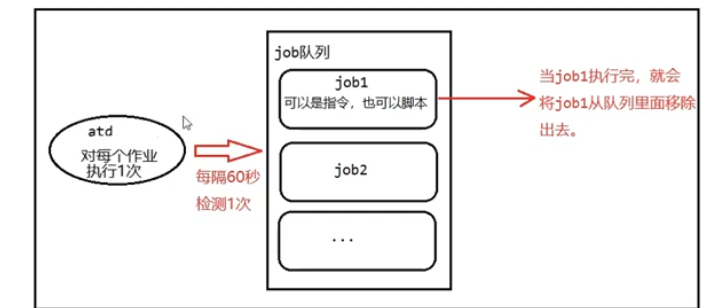 job队列
job1
可以是指令，也可以脚本
当job1执行完，就会
将job1从队列里面移除
出去。
atd
对每个作业
执行1次
每隔60秒
检测1次
job2
...